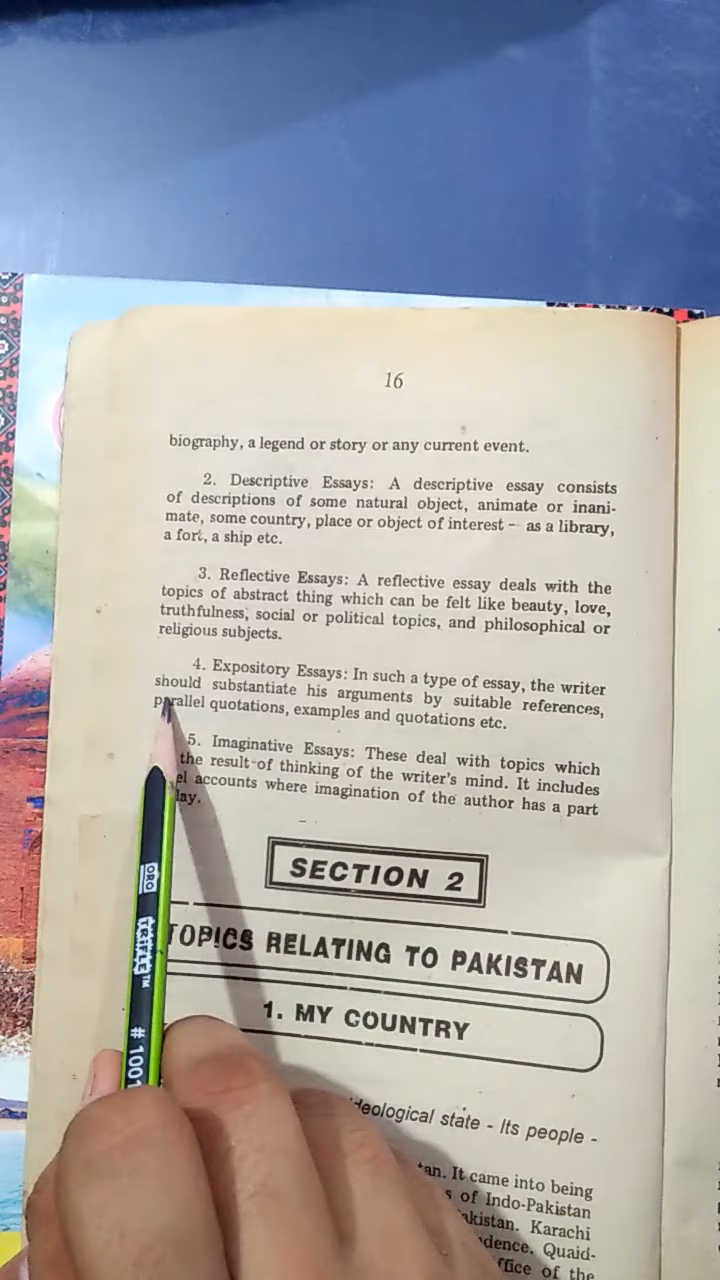 16
biography, a legend or story or any current event.
2. Descriptive Essays: A descriptive essay consists
of descriptions of some natural object, animate or inani-
mate, some country, place or object of interest – as a library,
a fort, a ship etc.
3. Reflective Essays: A reflective essay deals with the
topics of abstract thing which can be felt like beauty, love,
truthfulness, social or political topics, and philosophical or
religious subjects.
4. Expository Essays: In such a type of essay, the writer
should substantiate his arguments by suitable references,
parallel quotations, examples and quotations etc.
5. Imaginative Essays: These deal with topics which
the result of thinking of the writer's mind. It includes
accounts where imagination of the author has a part
SECTION 2
TOPICS RELATING TO PAKISTAN
1. MY COUNTRY
ideological state - Its people -
It came into being
of Indo-Pakistan
Karachi
Quaid-
of the
ORO
# 1001